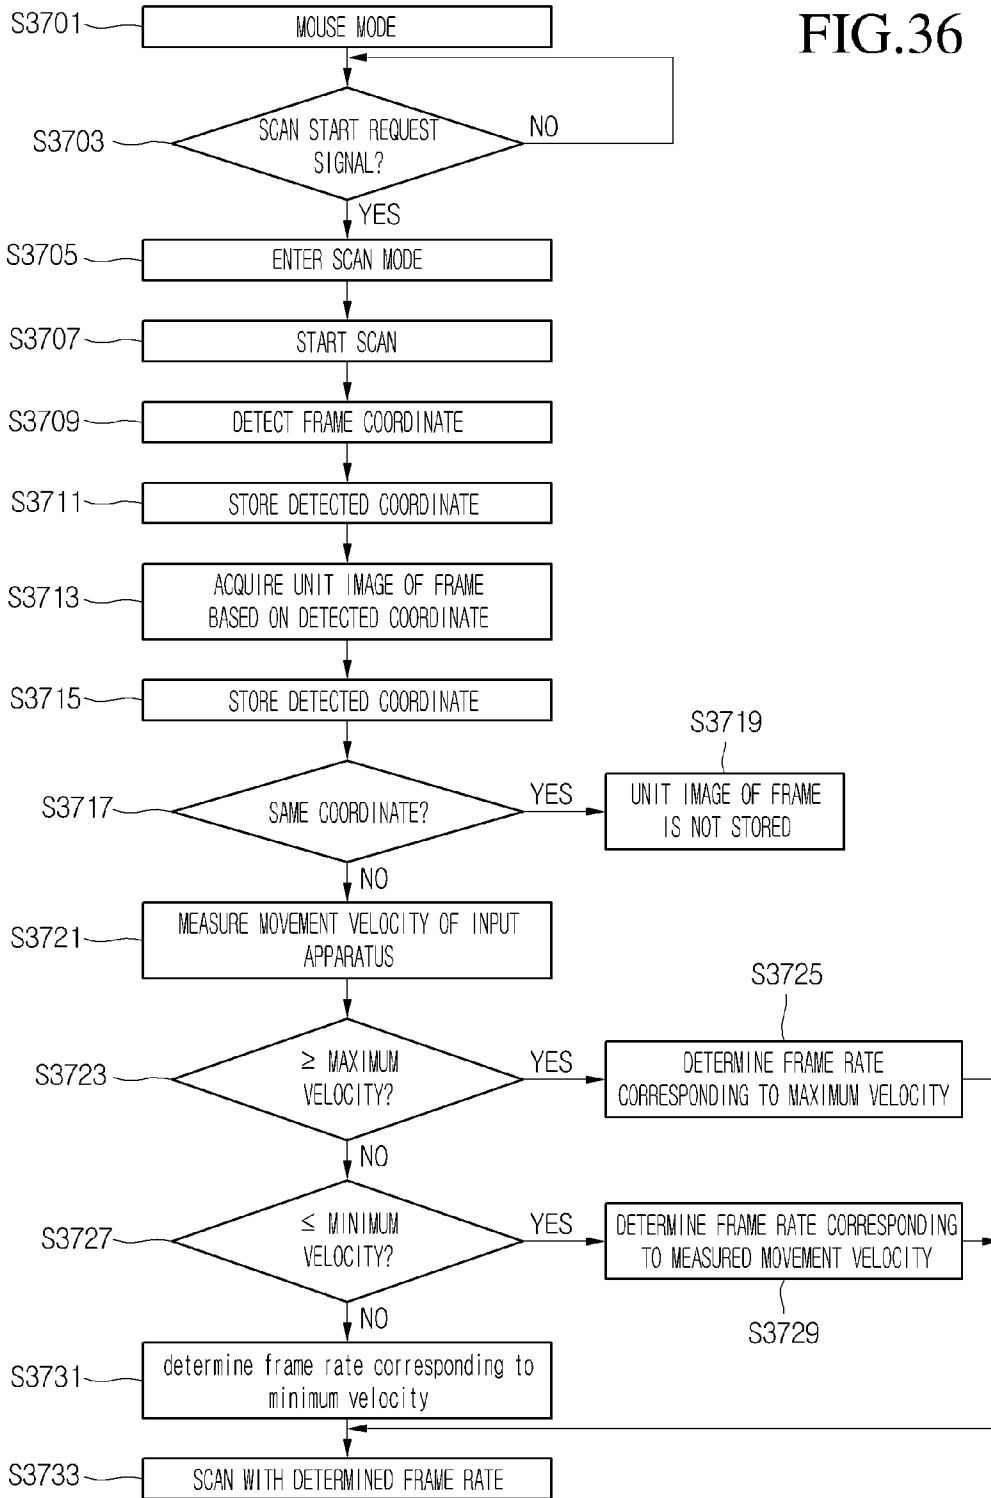 FIG.36
S3701
MOUSE MODE
S3703
SCAN START REQUEST
SIGNAL?
NO
YES
S3705
ENTER SCAN MODE
S3707
START SCAN
S3709
DETECT FRAME COORDINATE
S3711
STORE DETECTED COORDINATE
S3713
ACQUIRE UNIT IMAGE OF FRAME
BASED ON DETECTED COORDINATE
S3715
STORE DETECTED COORDINATE
S3717
SAME COORDINATE?
YES
S3719
UNIT IMAGE OF FRAME
IS NOT STORED
NO
S3721
MEASURE MOVEMENT VELOCITY OF INPUT
APPARATUS
S3723
≥ MAXIMUM
VELOCITY?
YES
S3725
DETERMINE FRAME RATE
CORRESPONDING TO MAXIMUM VELOCITY
NO
S3727
≤ MINIMUM
VELOCITY?
YES
DETERMINE FRAME RATE CORRESPONDING
TO MEASURED MOVEMENT VELOCITY
S3729
NO
S3731
determine frame rate corresponding to
minimum velocity
S3733
SCAN WITH DETERMINED FRAME RATE